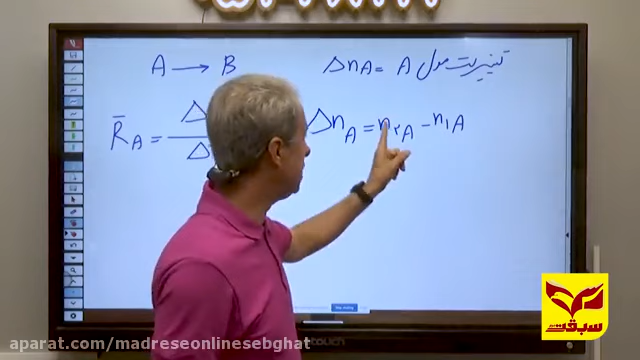 A → B
ΔnA = A تغییرات مول
R̄A = Δ
Δ
ΔnA = n۲A − n۱A
سبقت
aparat.com/madreseonlinesebghat